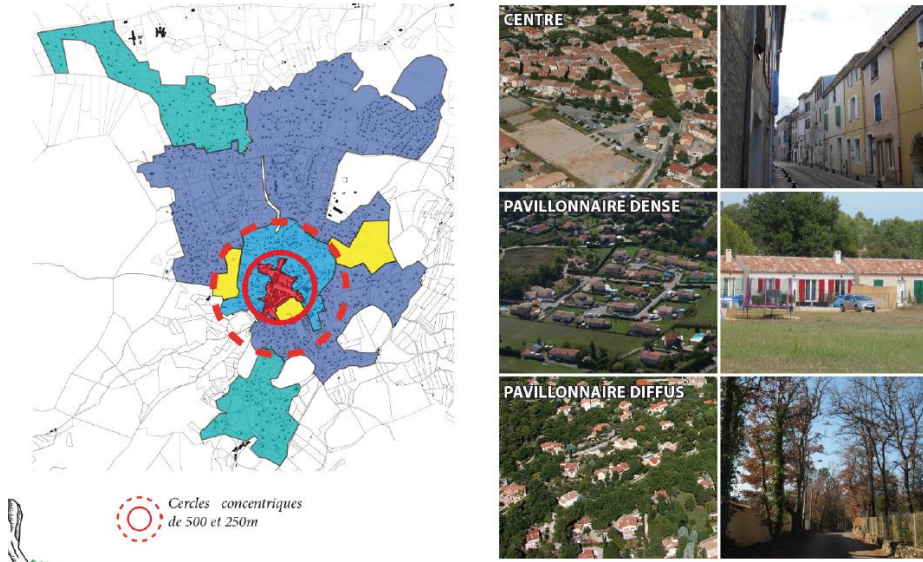 CENTRE
PAVILLONNAIRE DENSE
PAVILLONNAIRE DIFFUS
Cercles concentriques
de 500 et 250m